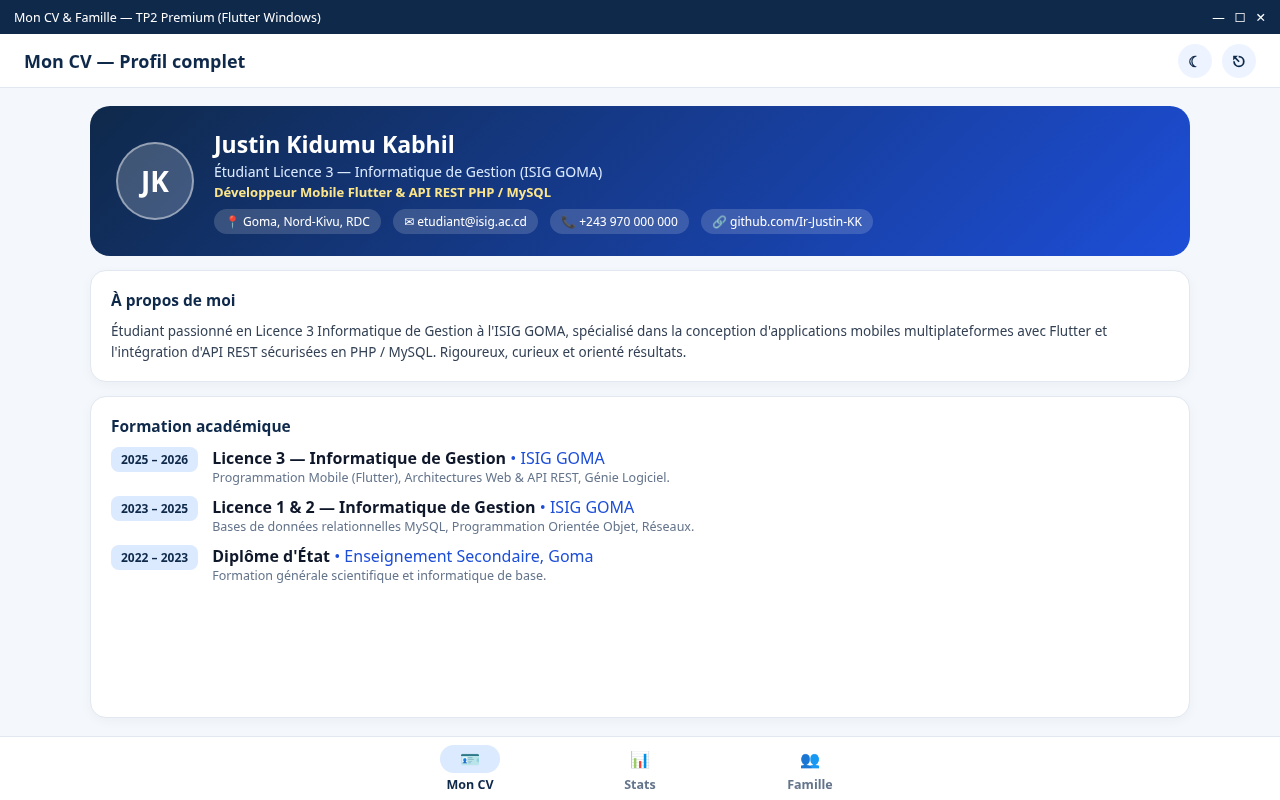 Mon CV & Famille — TP2 Premium (Flutter Windows)
Mon CV — Profil complet
JK
Justin Kidumu Kabhil
Étudiant Licence 3 — Informatique de Gestion (ISIG GOMA)
Développeur Mobile Flutter & API REST PHP / MySQL
Goma, Nord-Kivu, RDC
etudiant@isig.ac.cd
+243 970 000 000
github.com/Ir-Justin-KK
À propos de moi
Étudiant passionné en Licence 3 Informatique de Gestion à l'ISIG GOMA, spécialisé dans la conception d'applications mobiles multiplateformes avec Flutter et
l'intégration d'API REST sécurisées en PHP / MySQL. Rigoureux, curieux et orienté résultats.
Formation académique
2025 – 2026
Licence 3 — Informatique de Gestion • ISIG GOMA
Programmation Mobile (Flutter), Architectures Web & API REST, Génie Logiciel.
2023 – 2025
Licence 1 & 2 — Informatique de Gestion • ISIG GOMA
Bases de données relationnelles MySQL, Programmation Orientée Objet, Réseaux.
2022 – 2023
Diplôme d'État • Enseignement Secondaire, Goma
Formation générale scientifique et informatique de base.
Mon CV
Stats
Famille